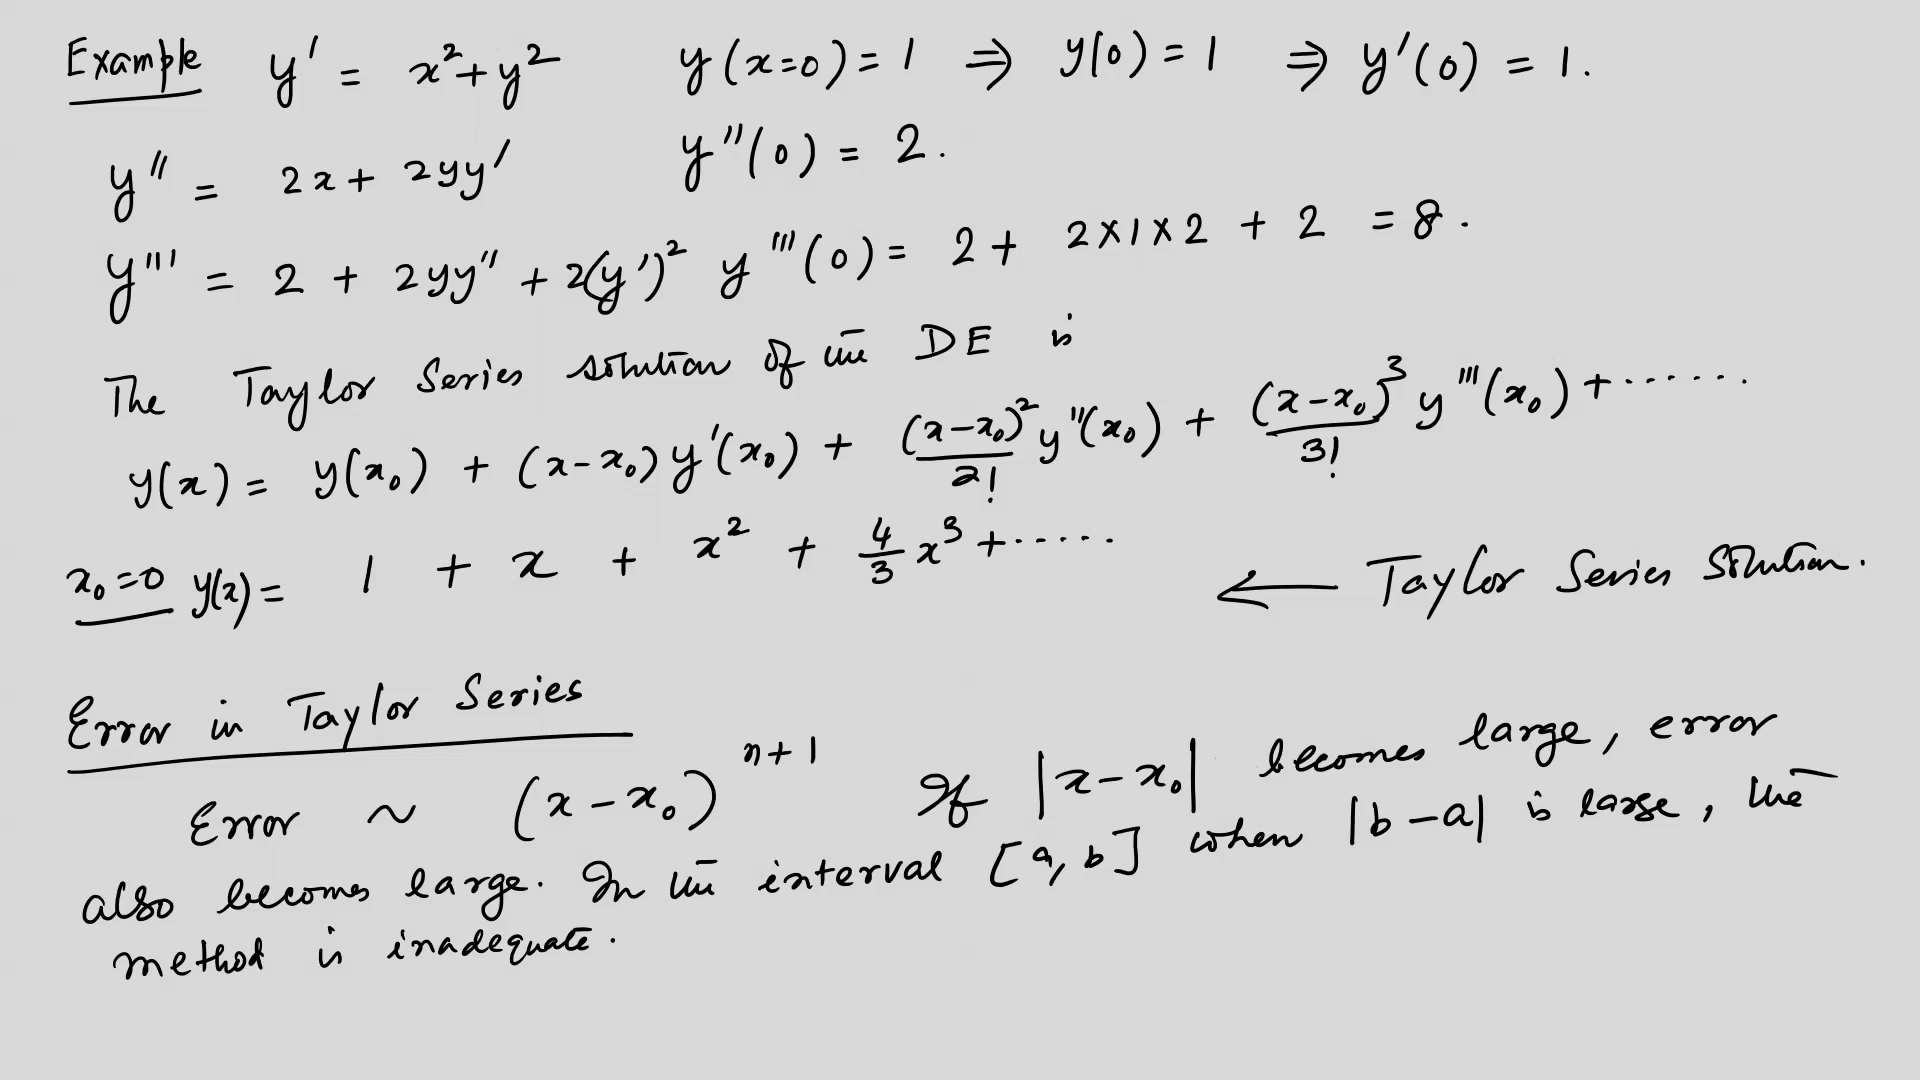 Example y' = x²+y² y(x=0)=1 ⇒ y(0)=1 ⇒ y'(0) = 1.
y'' = 2x + 2yy' y''(0) = 2.
y''' = 2 + 2yy'' + 2(y')² y'''(0) = 2 + 2×1×2 + 2 = 8.
The Taylor Series solution of the DE is
y(x) = y(x₀) + (x-x₀) y'(x₀) + (x-x₀)²/2! y''(x₀) + (x-x₀)³/3! y'''(x₀) + ......
x₀=0 y(x) = 1 + x + x² + 4/3 x³ + ..... ← Taylor Series Solution.
Error in Taylor Series
Error ~ (x-x₀)ⁿ⁺¹ If |x-x₀| becomes large, error
also becomes large. In the interval [a, b] when |b-a| is large, the
method is inadequate.